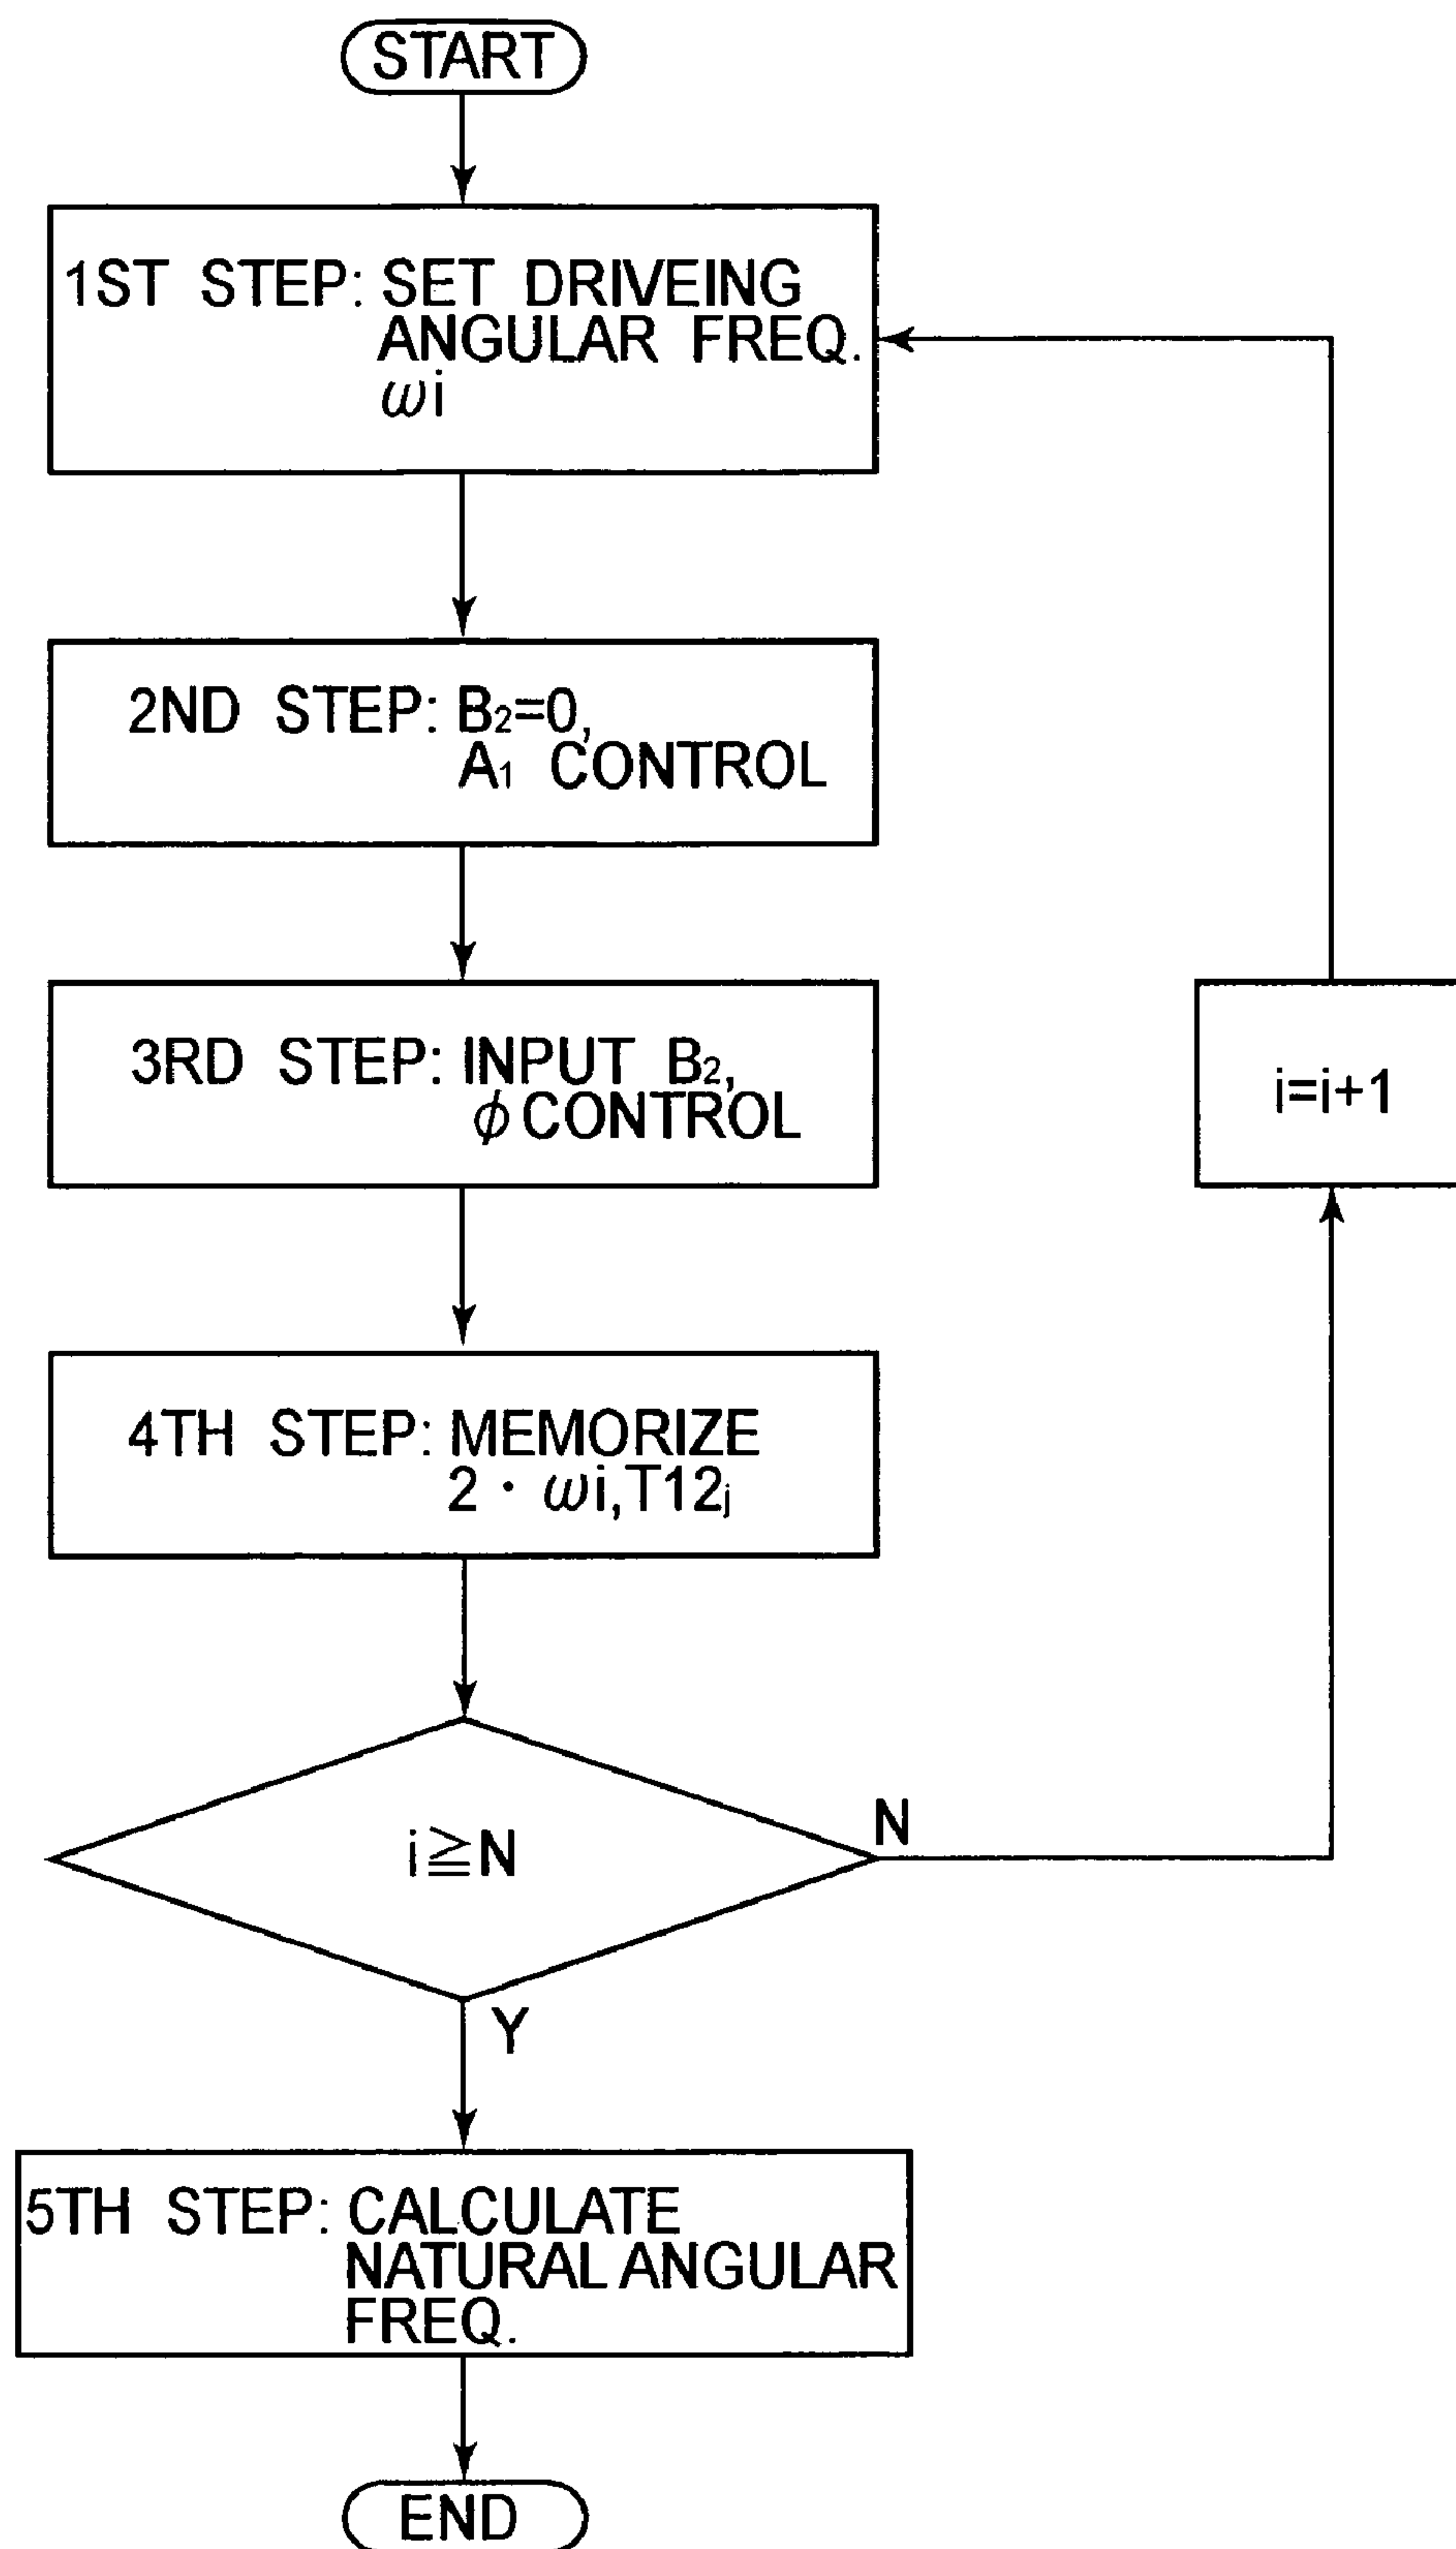 START
1ST STEP: SET DRIVEING
ANGULAR FREQ.
ωi
2ND STEP: B₂=0,
A₁ CONTROL
3RD STEP: INPUT B₂,
ϕ CONTROL
i=i+1
4TH STEP: MEMORIZE
2 · ωi,T12ⱼ
i≧N
N
Y
5TH STEP: CALCULATE
NATURAL ANGULAR
FREQ.
END